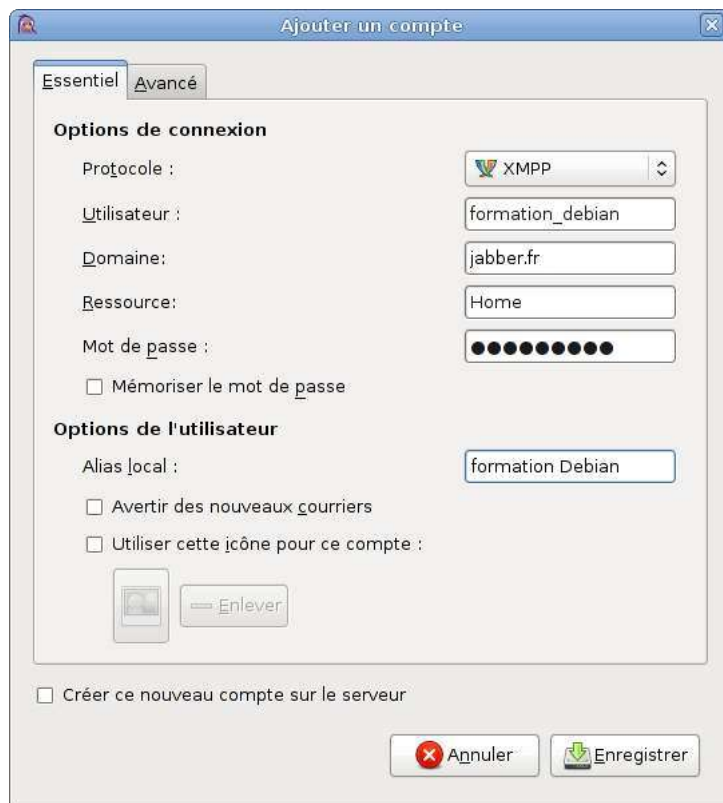 Ajouter un compte
Essentiel Avancé
Options de connexion
Protocole : XMPP
Utilisateur : formation_debian
Domaine: jabber.fr
Ressource: Home
Mot de passe : ●●●●●●●●●
Mémoriser le mot de passe
Options de l'utilisateur
Alias local : formation Debian
Avertir des nouveaux courriers
Utiliser cette icône pour ce compte :
Enlever
Créer ce nouveau compte sur le serveur
Annuler Enregistrer